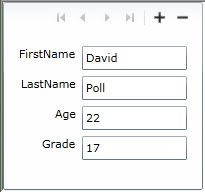 FirstName David
LastName Poll
Age 22
Grade 17